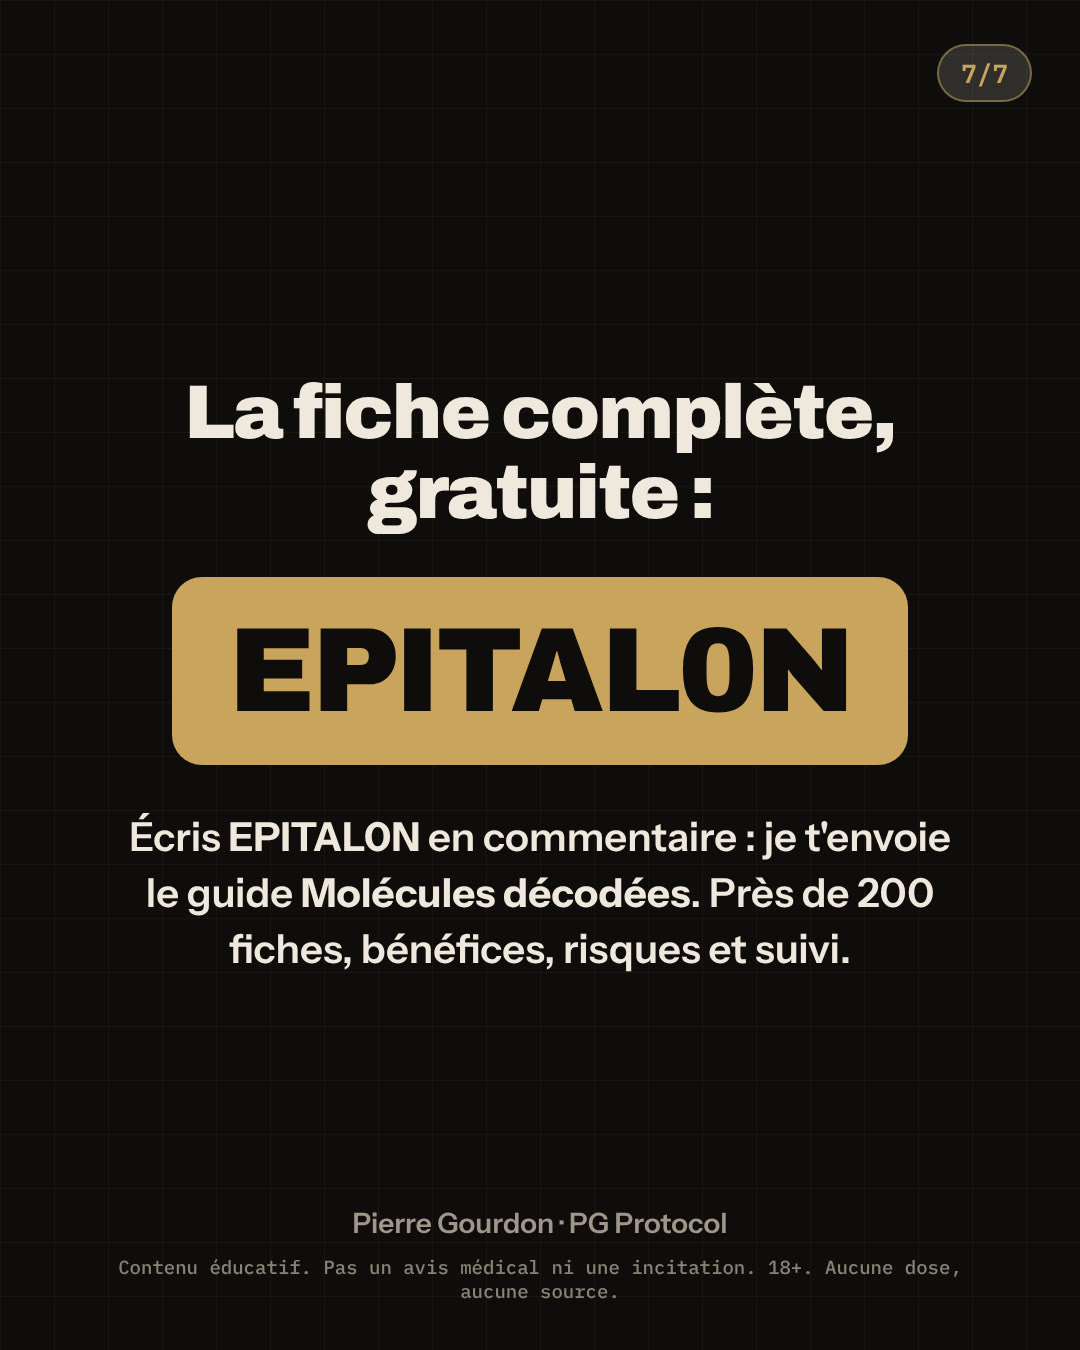 7/7
La fiche complète,
gratuite :
EPITAL0N
Écris EPITAL0N en commentaire : je t'envoie
le guide Molécules décodées. Près de 200
fiches, bénéfices, risques et suivi.
Pierre Gourdon · PG Protocol
Contenu éducatif. Pas un avis médical ni une incitation. 18+. Aucune dose,
aucune source.